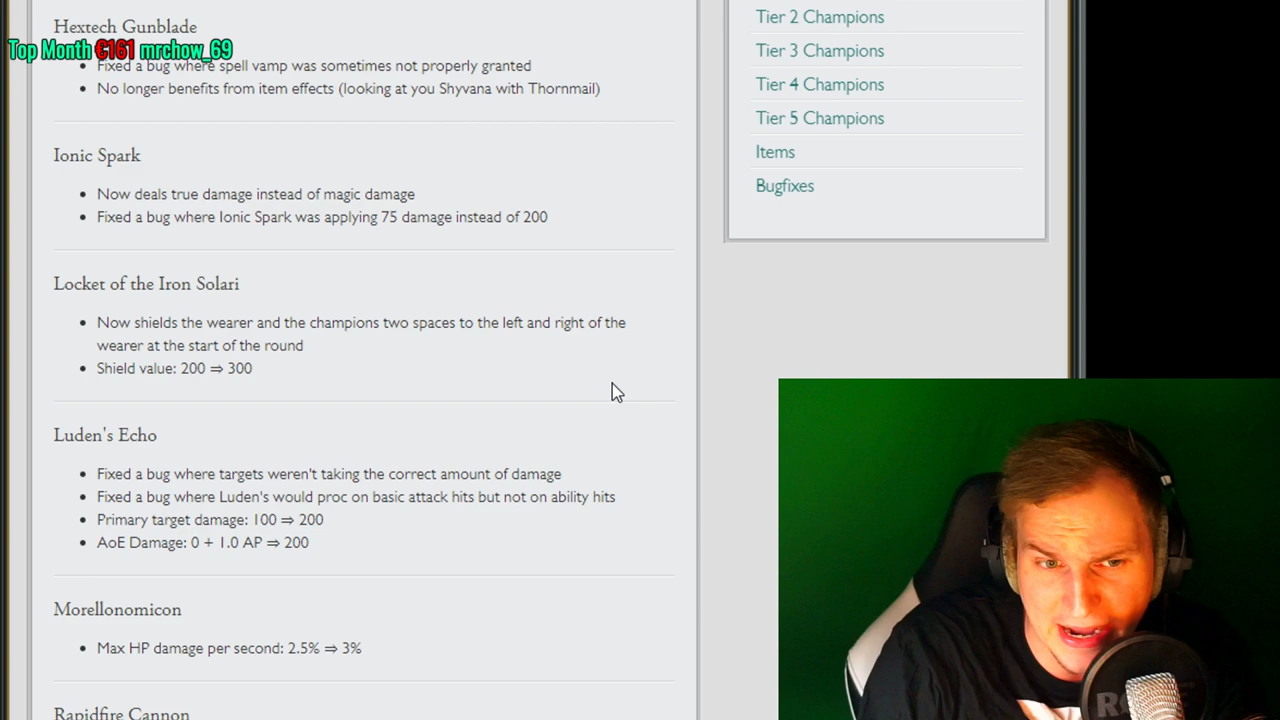 Hextech Gunblade
Top Month €161 mrchow_69
Fixed a bug where spell vamp was sometimes not properly granted
No longer benefits from item effects (looking at you Shyvana with Thornmail)
Ionic Spark
Now deals true damage instead of magic damage
Fixed a bug where Ionic Spark was applying 75 damage instead of 200
Locket of the Iron Solari
Now shields the wearer and the champions two spaces to the left and right of the
wearer at the start of the round
Shield value: 200 ⇒ 300
Luden's Echo
Fixed a bug where targets weren't taking the correct amount of damage
Fixed a bug where Luden's would proc on basic attack hits but not on ability hits
Primary target damage: 100 ⇒ 200
AoE Damage: 0 + 1.0 AP ⇒ 200
Morellonomicon
Max HP damage per second: 2.5% ⇒ 3%
Rapidfire Cannon
Tier 2 Champions
Tier 3 Champions
Tier 4 Champions
Tier 5 Champions
Items
Bugfixes